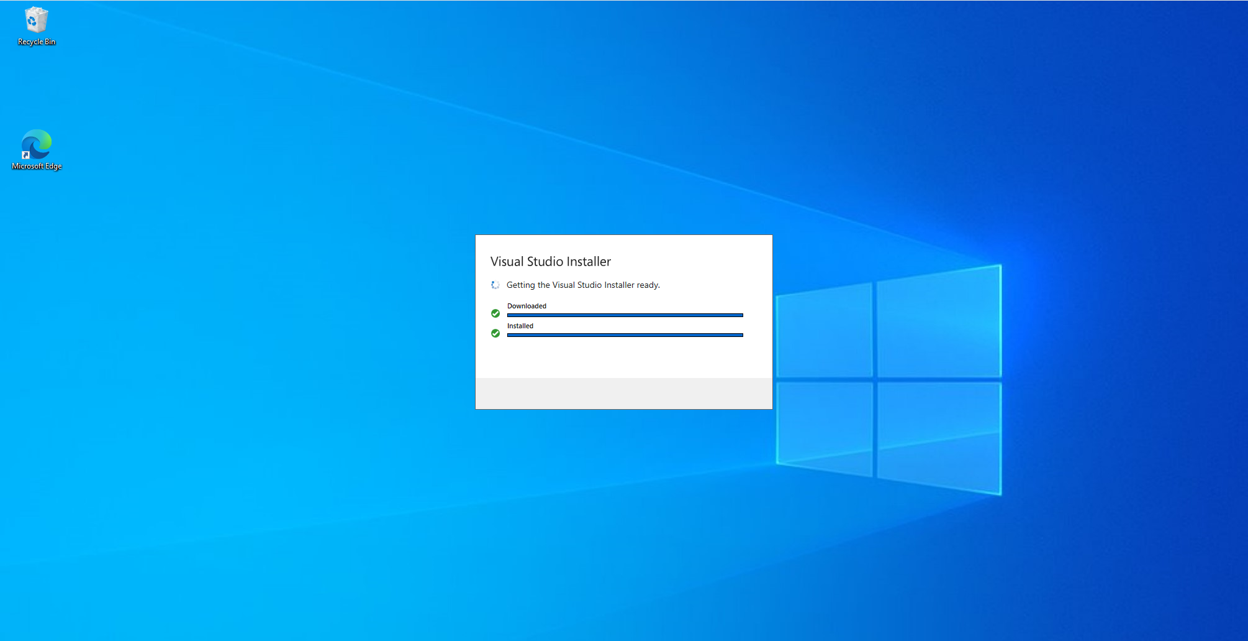 Recycle Bin
Microsoft Edge
Visual Studio Installer
Getting the Visual Studio Installer ready.
Downloaded
Installed